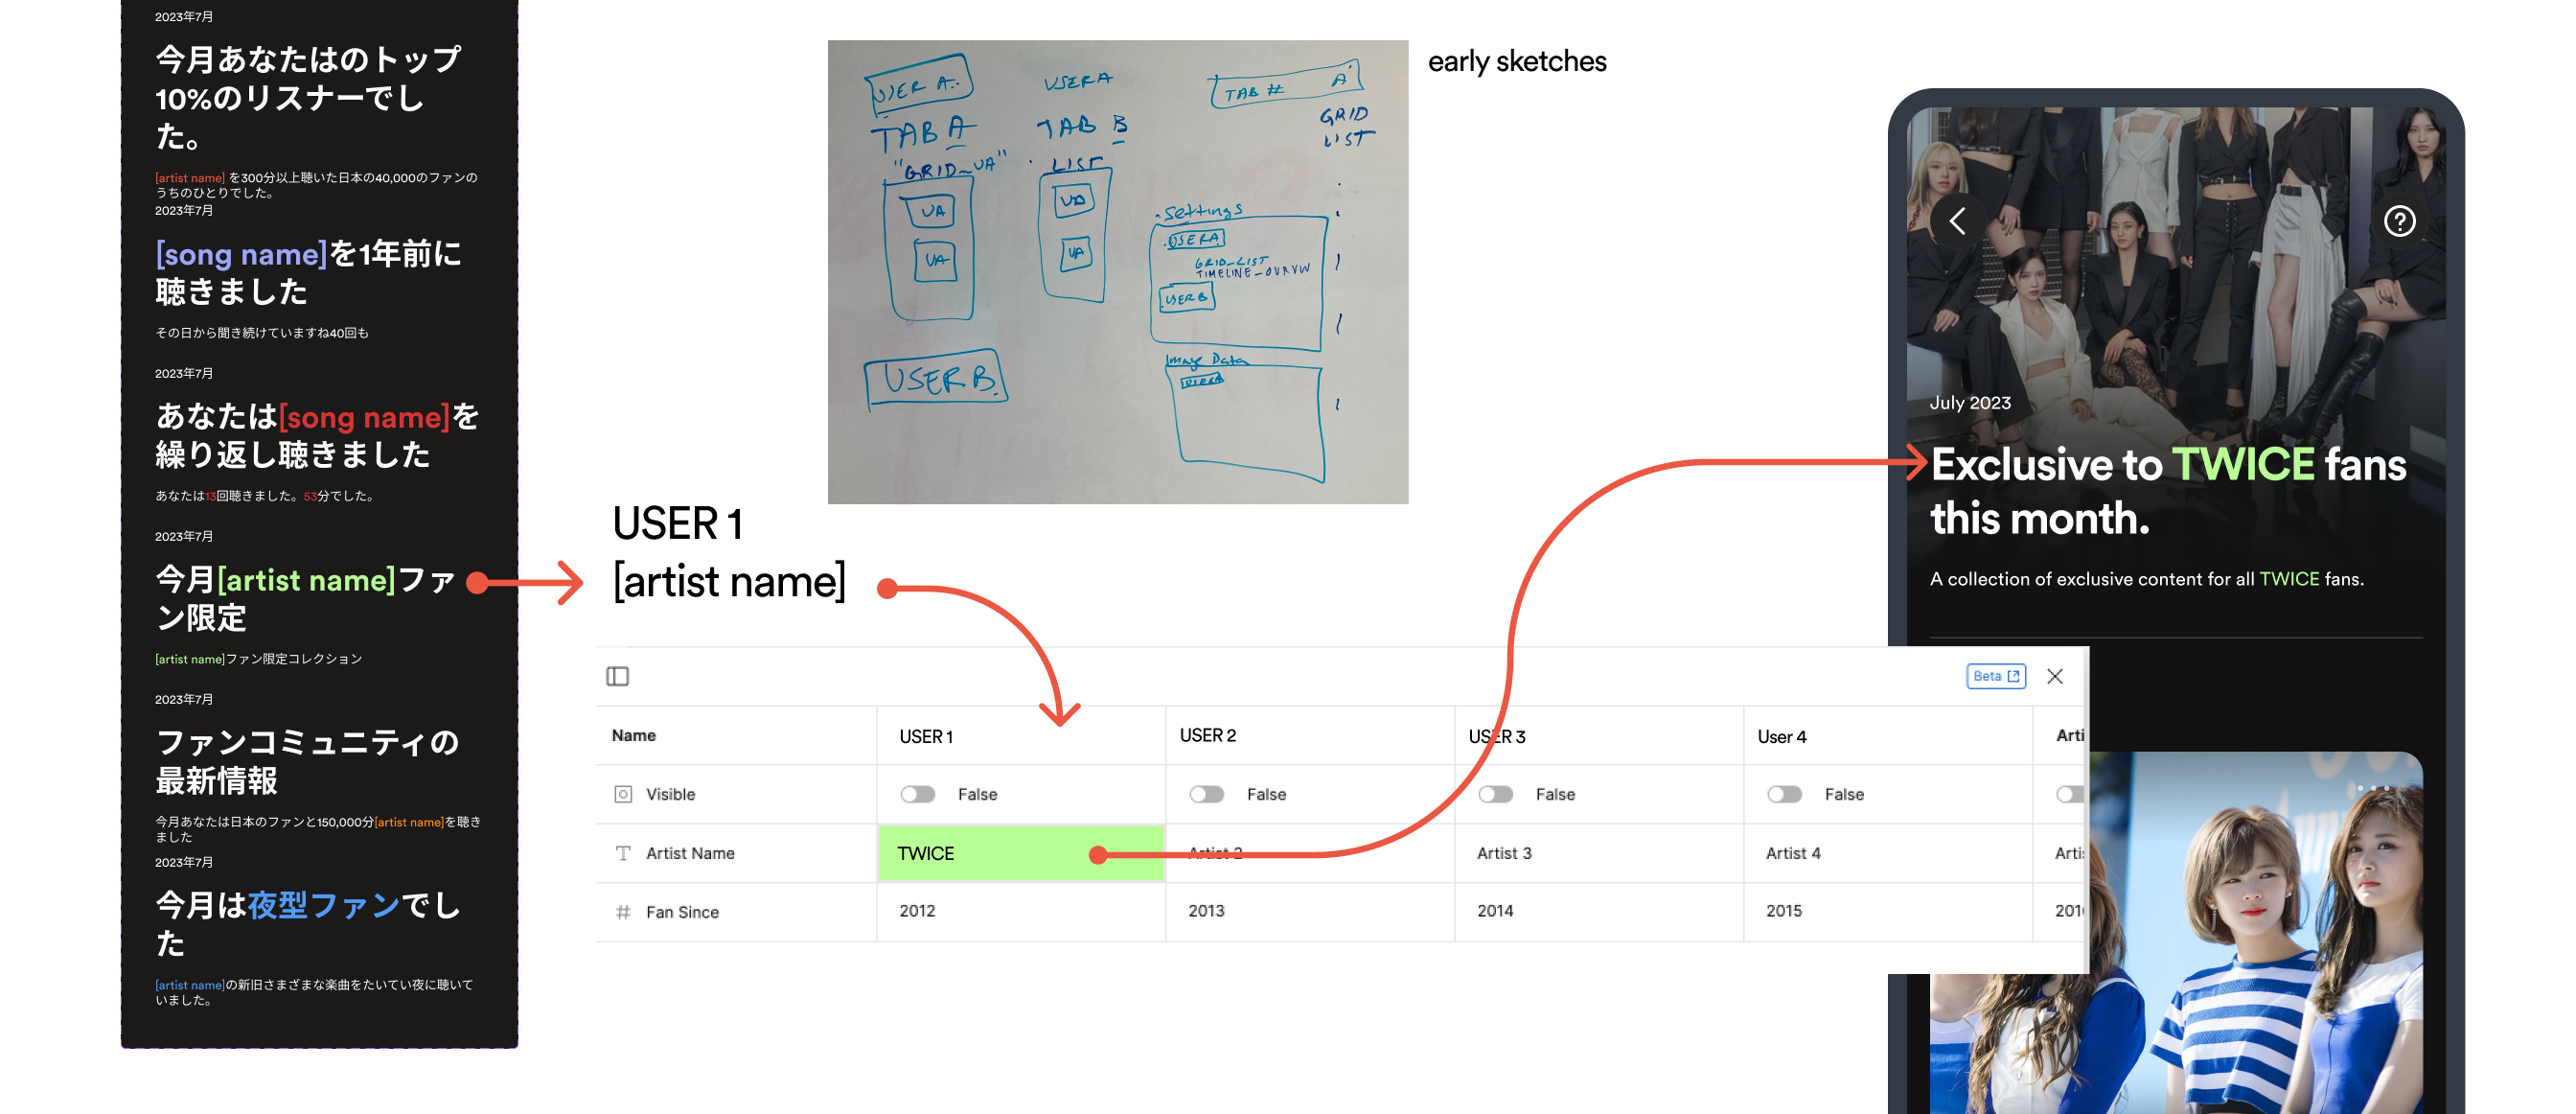 2023年7月
今月あなたはのトップ
10%のリスナーでし
た。
[artist name] を300分以上聴いた日本の40,000のファンの
うちのひとりでした。
2023年7月
[song name]を1年前に
聴きました
その日から聞き続けていますね40回も
2023年7月
あなたは[song name]を
繰り返し聴きました
あなたは13回聴きました。53分でした。
2023年7月
今月[artist name]ファ
ン限定
[artist name]ファン限定コレクション
2023年7月
ファンコミュニティの
最新情報
今月あなたは日本のファンと150,000分[artist name]を聴き
ました
2023年7月
今月は夜型ファンでし
た
[artist name]の新旧さまざまな楽曲をたいてい夜に聴いて
いました。
early sketches
USER A..
TAB A
"GRID_UA"
UA
UA
USER B
USER A
TAB B
LIST
UA
UA
TAB # A
GRID
LIST
Settings
USER A
GRID_LIST
TIMELINE_OVRVW
USER B
Image Data
USER A
USER 1
[artist name]
Beta
Name USER 1 USER 2 USER 3 User 4 Arti
Visible False False False False
Artist Name TWICE Artist 2 Artist 3 Artist 4 Artis
Fan Since 2012 2013 2014 2015 201
July 2023
Exclusive to TWICE fans
this month.
A collection of exclusive content for all TWICE fans.